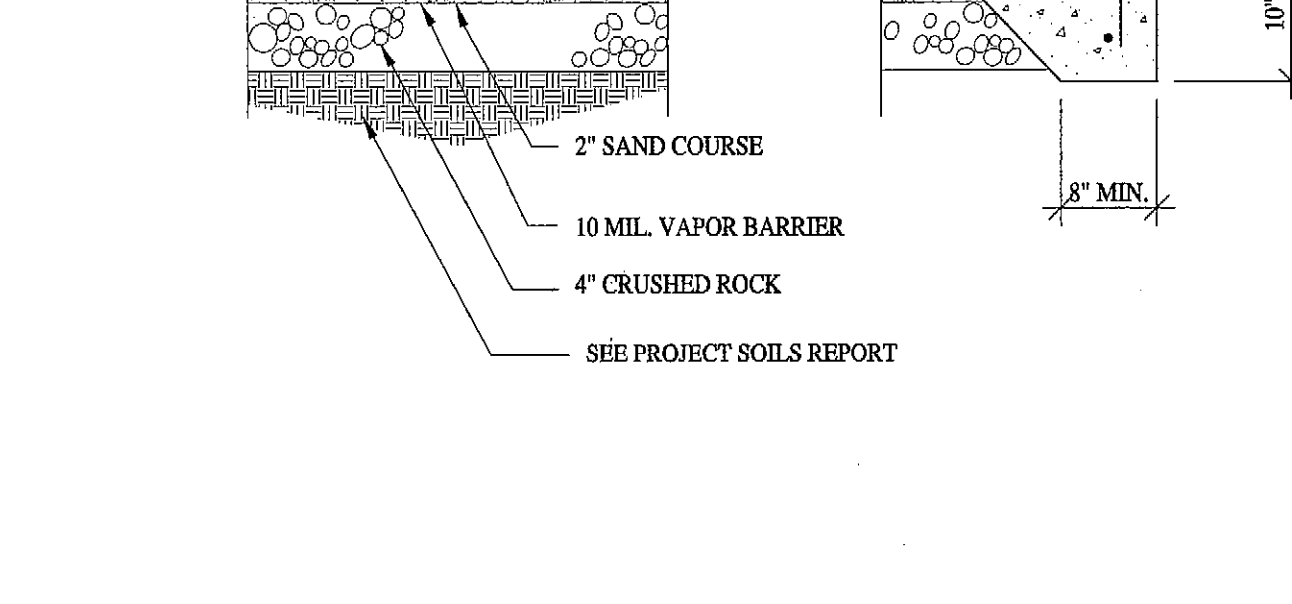 10"
8" MIN.
2" SAND COURSE
10 MIL. VAPOR BARRIER
4" CRUSHED ROCK
SEE PROJECT SOILS REPORT